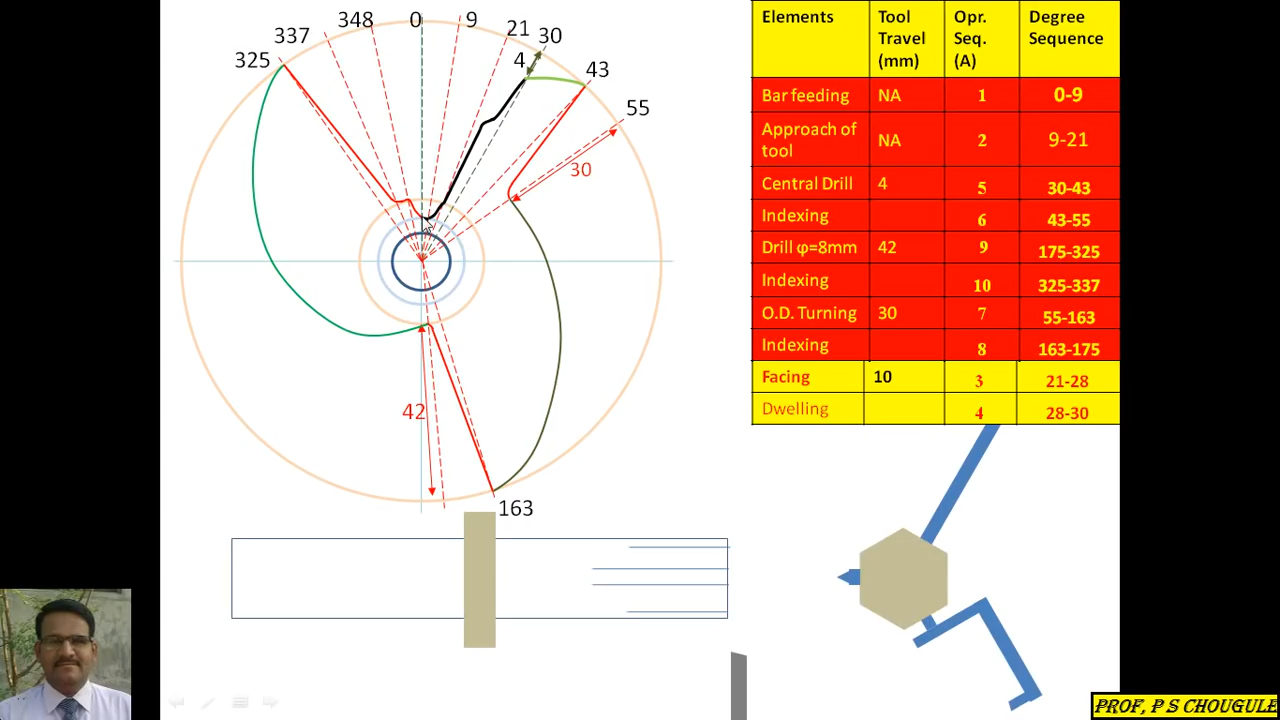 348
0
9
337
21
30
325
4
43
55
30
42
163
Elements
Tool
Travel
(mm)
Opr.
Seq.
(A)
Degree
Sequence
Bar feeding
NA
1
0-9
Approach of
tool
NA
2
9-21
Central Drill
4
5
30-43
Indexing
6
43-55
Drill φ=8mm
42
9
175-325
Indexing
10
325-337
O.D. Turning
30
7
55-163
Indexing
8
163-175
Facing
10
3
21-28
Dwelling
4
28-30
PROF, P S CHOUGULE